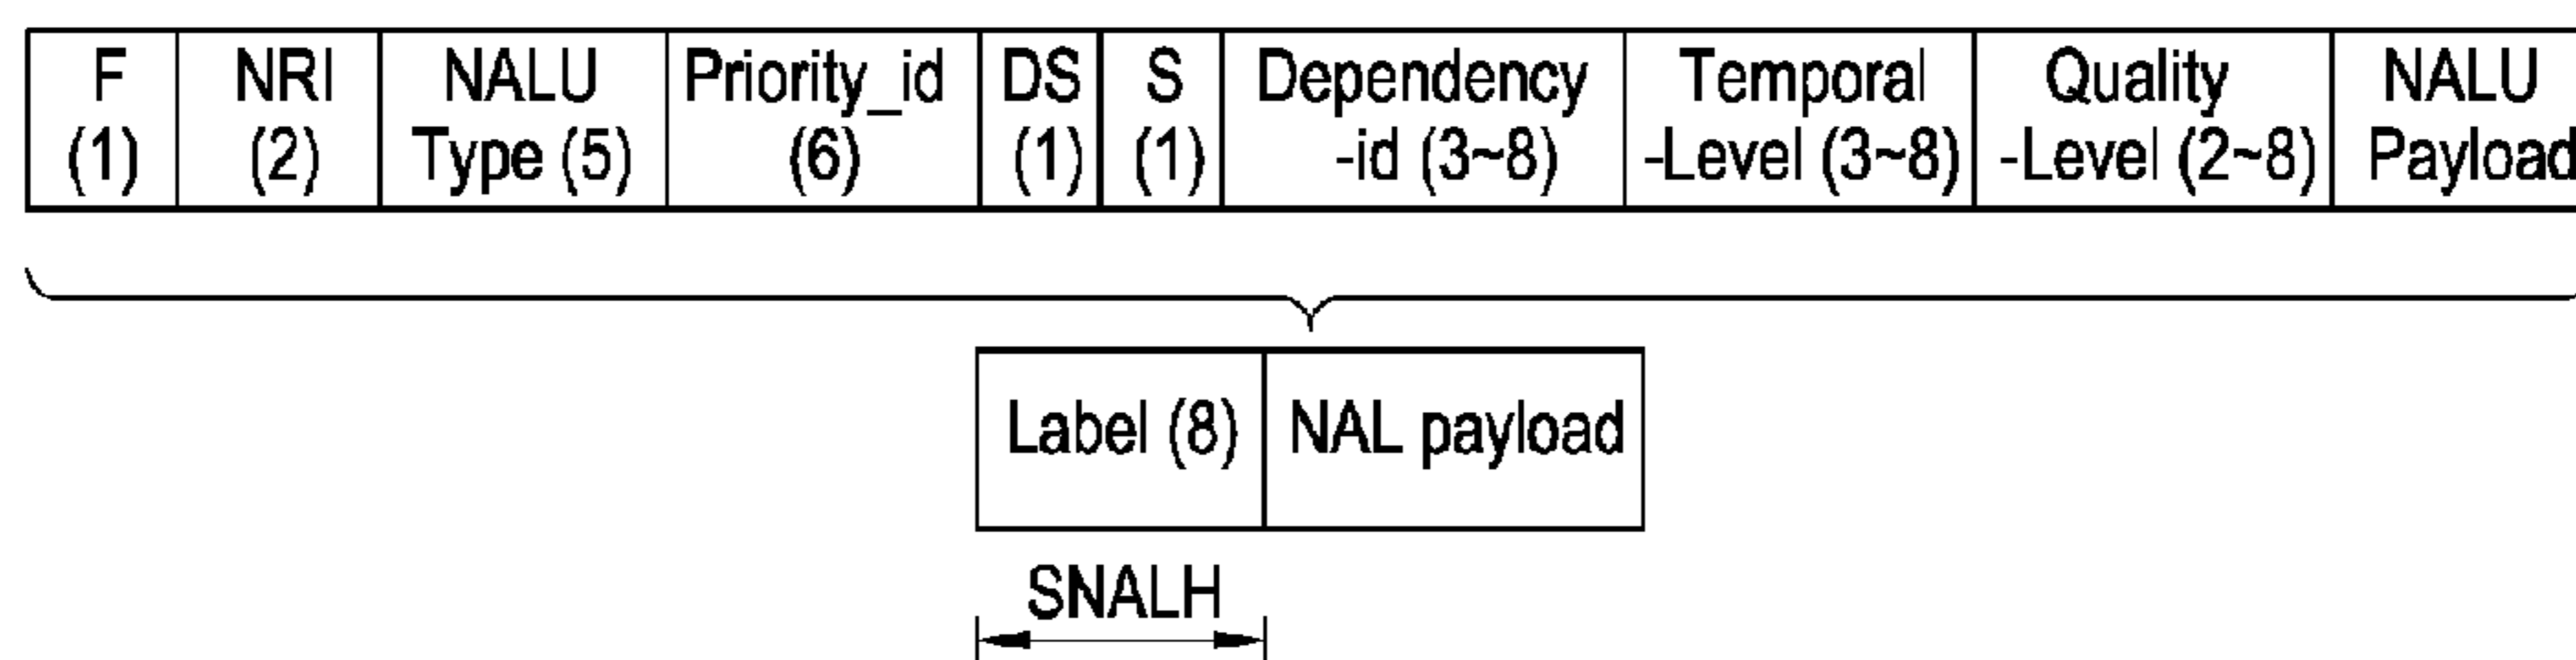 F NRI NALU Priority_id DS S Dependency Temporal Quality NALU
(1) (2) Type (5) (6) (1) (1) -id (3~8) -Level (3~8) -Level (2~8) Payload
Label (8) NAL payload
SNALH